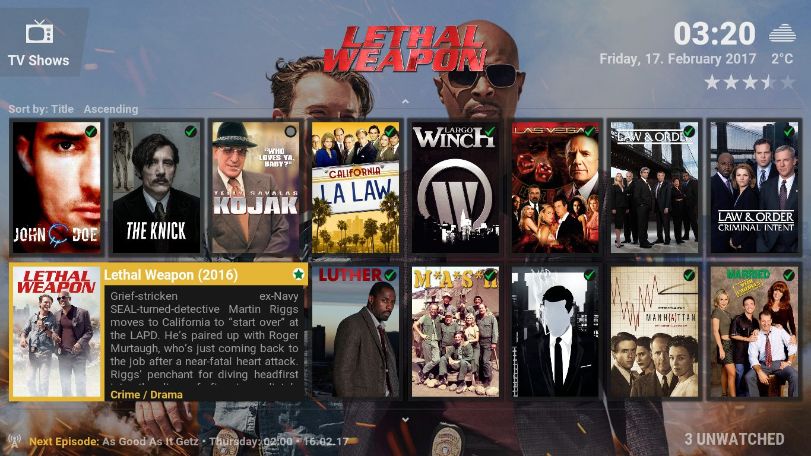 TV Shows
LETHAL
WEAPON
03:20
Friday, 17. February 2017 2°C
Sort by: Title Ascending
JOHN DOE
THE KNICK
"WHO
LOVES YA,
BABY?"
TELLY SAVALAS
KOJAK
"CALIFORNIA"
LA LAW
LARGO
WINCH
W
LAS VEGAS
LAW & ORDER
LAW & ORDER
CRIMINAL INTENT
LETHAL
WEAPON
Lethal Weapon (2016)
Grief-stricken ex-Navy
SEAL-turned-detective Martin Riggs
moves to California to “start over” at
the LAPD. He’s paired up with Roger
Murtaugh, who’s just coming back to
the job after a near-fatal heart attack.
Riggs’ penchant for diving headfirst
Crime / Drama
LUTHER
M*A*S*H
MANH(A)TTAN
MARRIED
WITH CHILDREN
Next Episode: As Good As It Getz • Thursday: 02:00 • 16.02.17
3 UNWATCHED